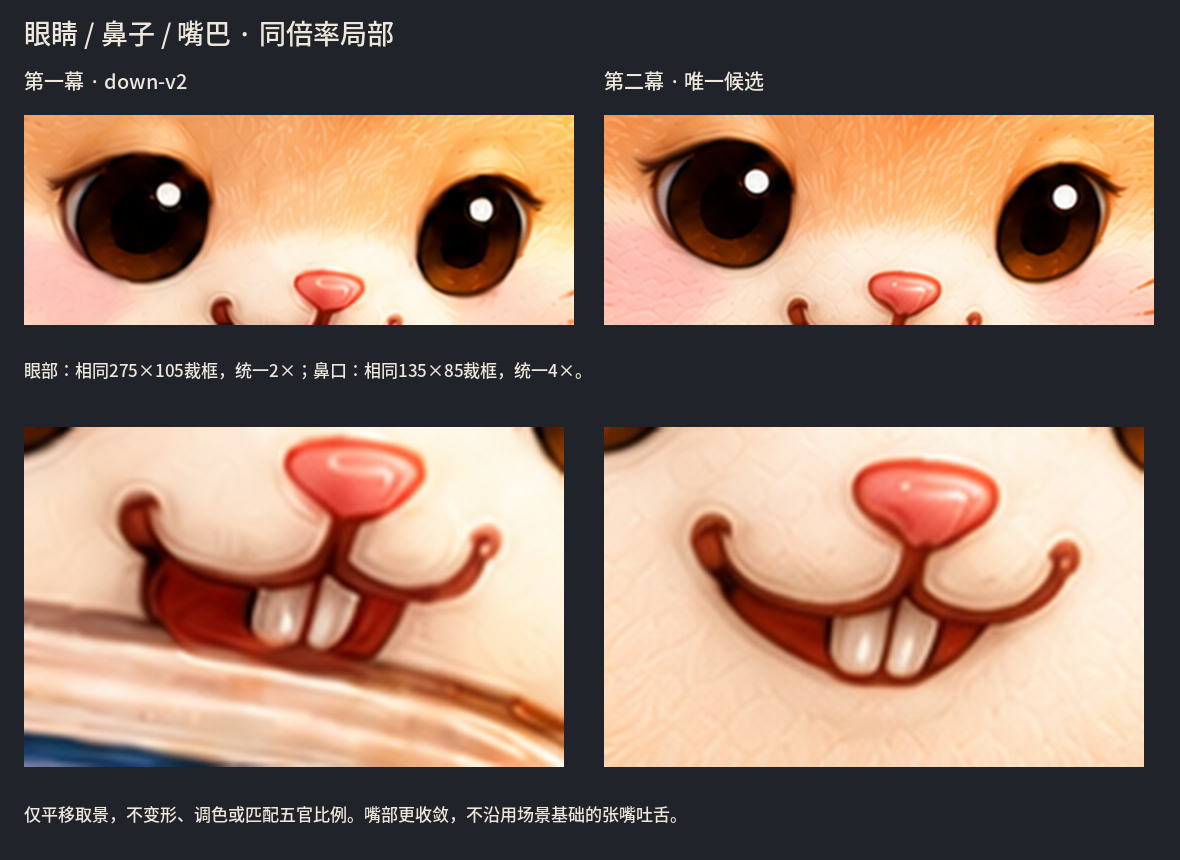 眼睛 / 鼻子 / 嘴巴 · 同倍率局部
第一幕 · down-v2
第二幕 · 唯一候选
眼部：相同275×105裁框，统一2×；鼻口：相同135×85裁框，统一4×。
仅平移取景，不变形、调色或匹配五官比例。嘴部更收敛，不沿用场景基础的张嘴吐舌。